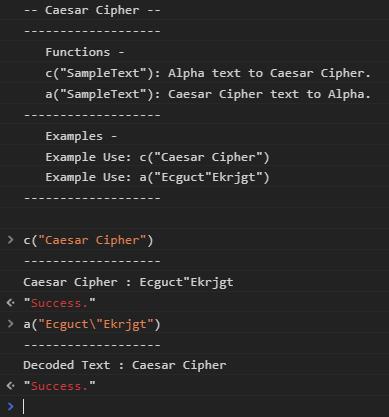 -- Caesar Cipher --
-------------------
Functions -
c("SampleText"): Alpha text to Caesar Cipher.
a("SampleText"): Caesar Cipher text to Alpha.
-------------------
Examples -
Example Use: c("Caesar Cipher")
Example Use: a("Ecguct"Ekrjgt")
-------------------
> c("Caesar Cipher")
-------------------
Caesar Cipher : Ecguct"Ekrjgt
"Success."
> a("Ecguct\"Ekrjgt")
-------------------
Decoded Text : Caesar Cipher
"Success."
>